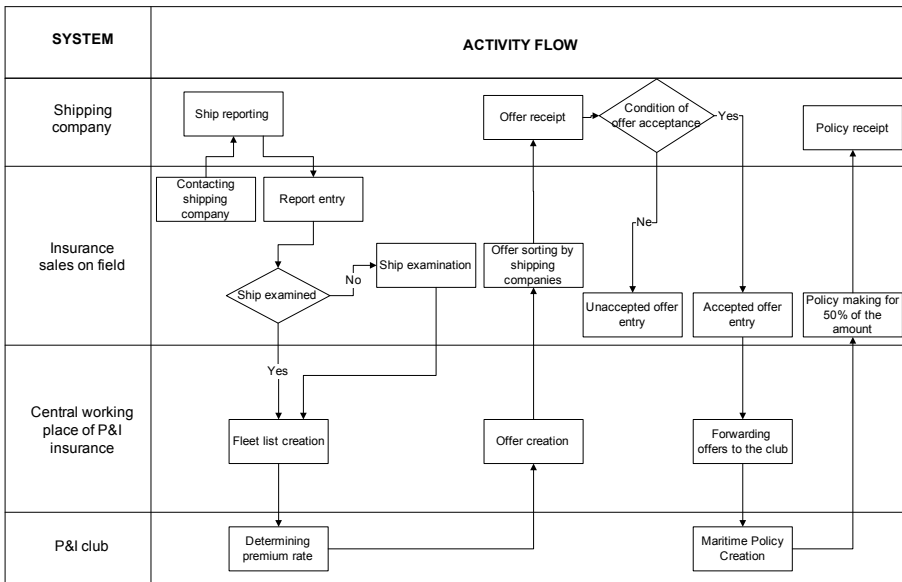 SYSTEM
ACTIVITY FLOW
Shipping
company
Ship reporting
Offer receipt
Condition of
offer acceptance
Yes
Policy receipt
Insurance
sales on field
Contacting
shipping
company
Report entry
Ne
Ship examined
No
Ship examination
Offer sorting by
shipping
companies
Unaccepted offer
entry
Accepted offer
entry
Policy making for
50% of the
amount
Yes
Central working
place of P&I
insurance
Fleet list creation
Offer creation
Forwarding
offers to the club
P&I club
Determining
premium rate
Maritime Policy
Creation